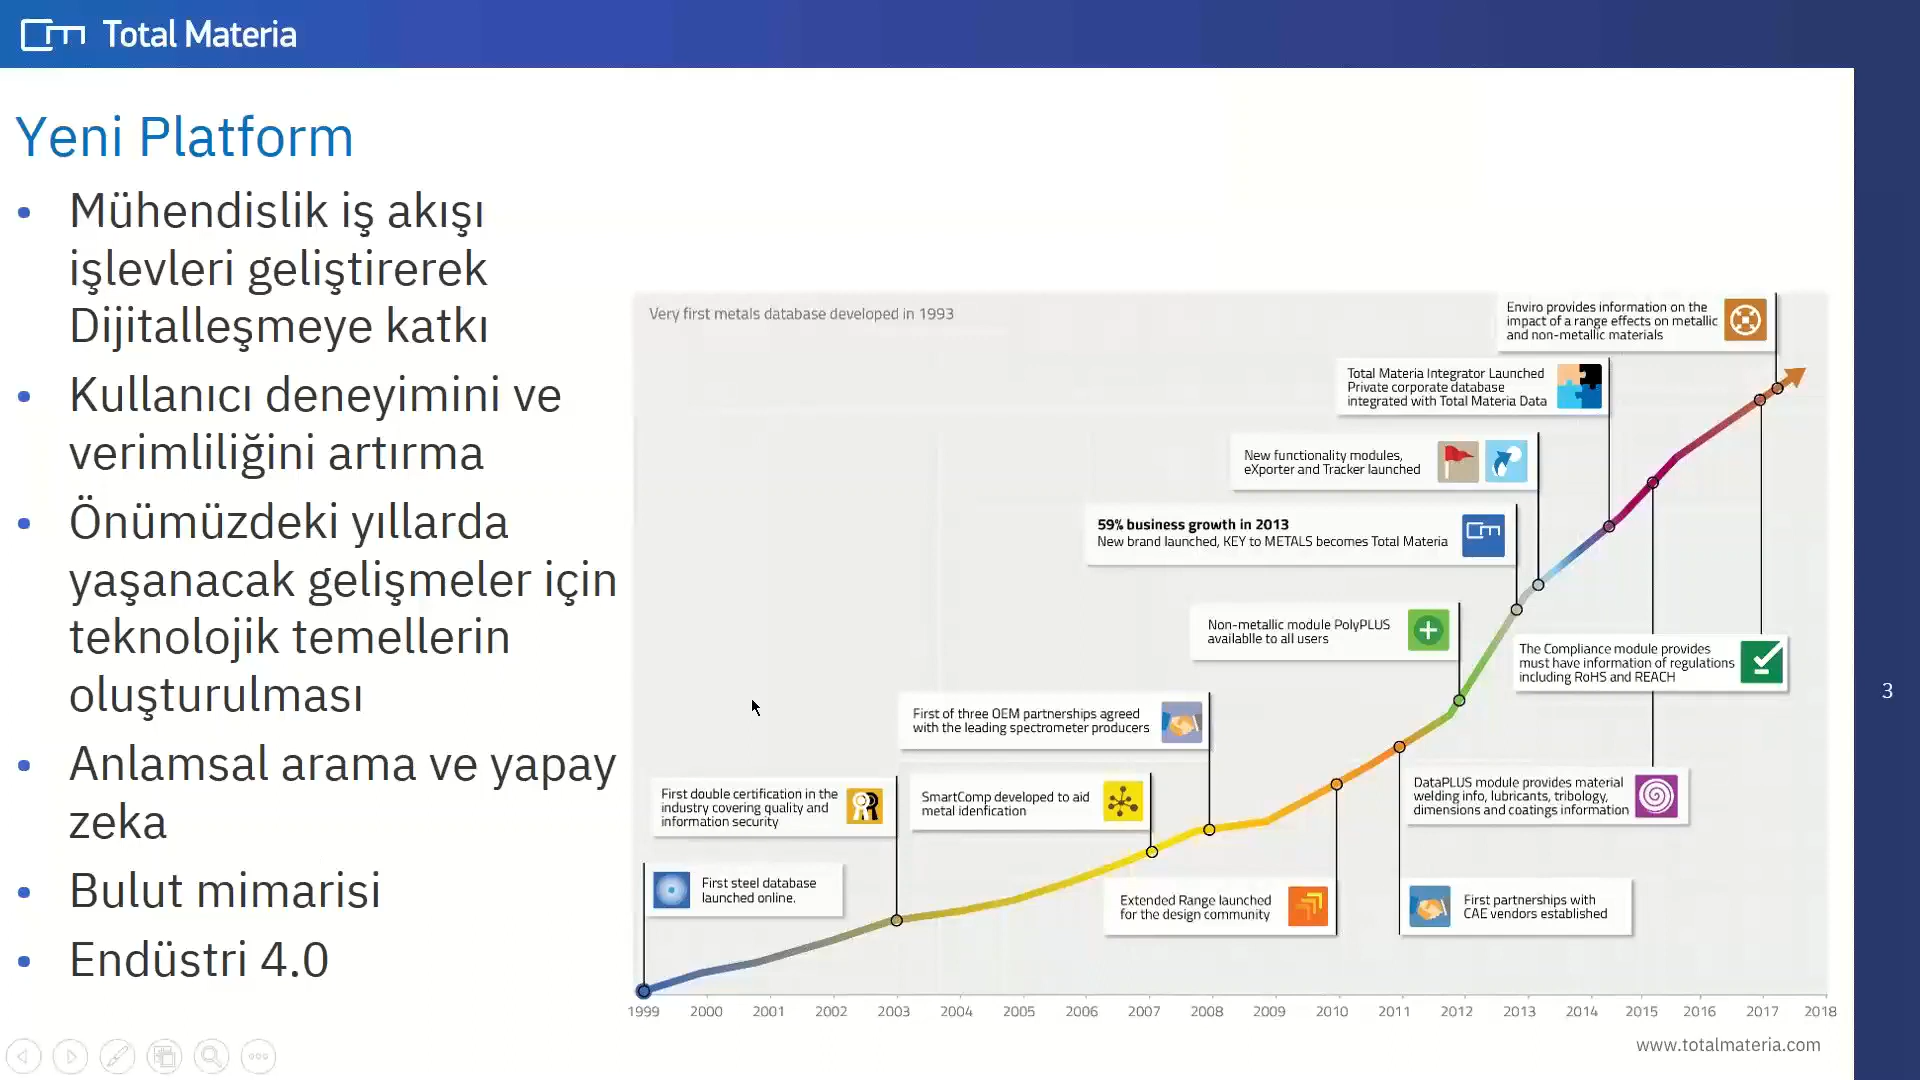 Total Materia
Yeni Platform
• Mühendislik iş akışı
işlevleri geliştirerek
Dijitalleşmeye katkı
• Kullanıcı deneyimini ve
verimliliğini artırma
• Önümüzdeki yıllarda
yaşanacak gelişmeler için
teknolojik temellerin
oluşturulması
• Anlamsal arama ve yapay
zeka
• Bulut mimarisi
• Endüstri 4.0
Very first metals database developed in 1993
Enviro provides information on the
impact of a range effects on metallic
and non-metallic materials
Total Materia Integrator Launched
Private corporate database
integrated with Total Materia Data
New functionality modules,
eXporter and Tracker launched
59% business growth in 2013
New brand launched, KEY to METALS becomes Total Materia
Non-metallic module PolyPLUS
availablle to all users
The Compliance module provides
must have information of regulations
including RoHS and REACH
First of three OEM partnerships agreed
with the leading spectrometer producers
First double certification in the
industry covering quality and
information security
SmartComp developed to aid
metal idenfication
DataPLUS module provides material
welding info, lubricants, tribology,
dimensions and coatings information
First steel database
launched online.
Extended Range launched
for the design community
First partnerships with
CAE vendors established
1999 2000 2001 2002 2003 2004 2005 2006 2007 2008 2009 2010 2011 2012 2013 2014 2015 2016 2017 2018
www.totalmateria.com
3